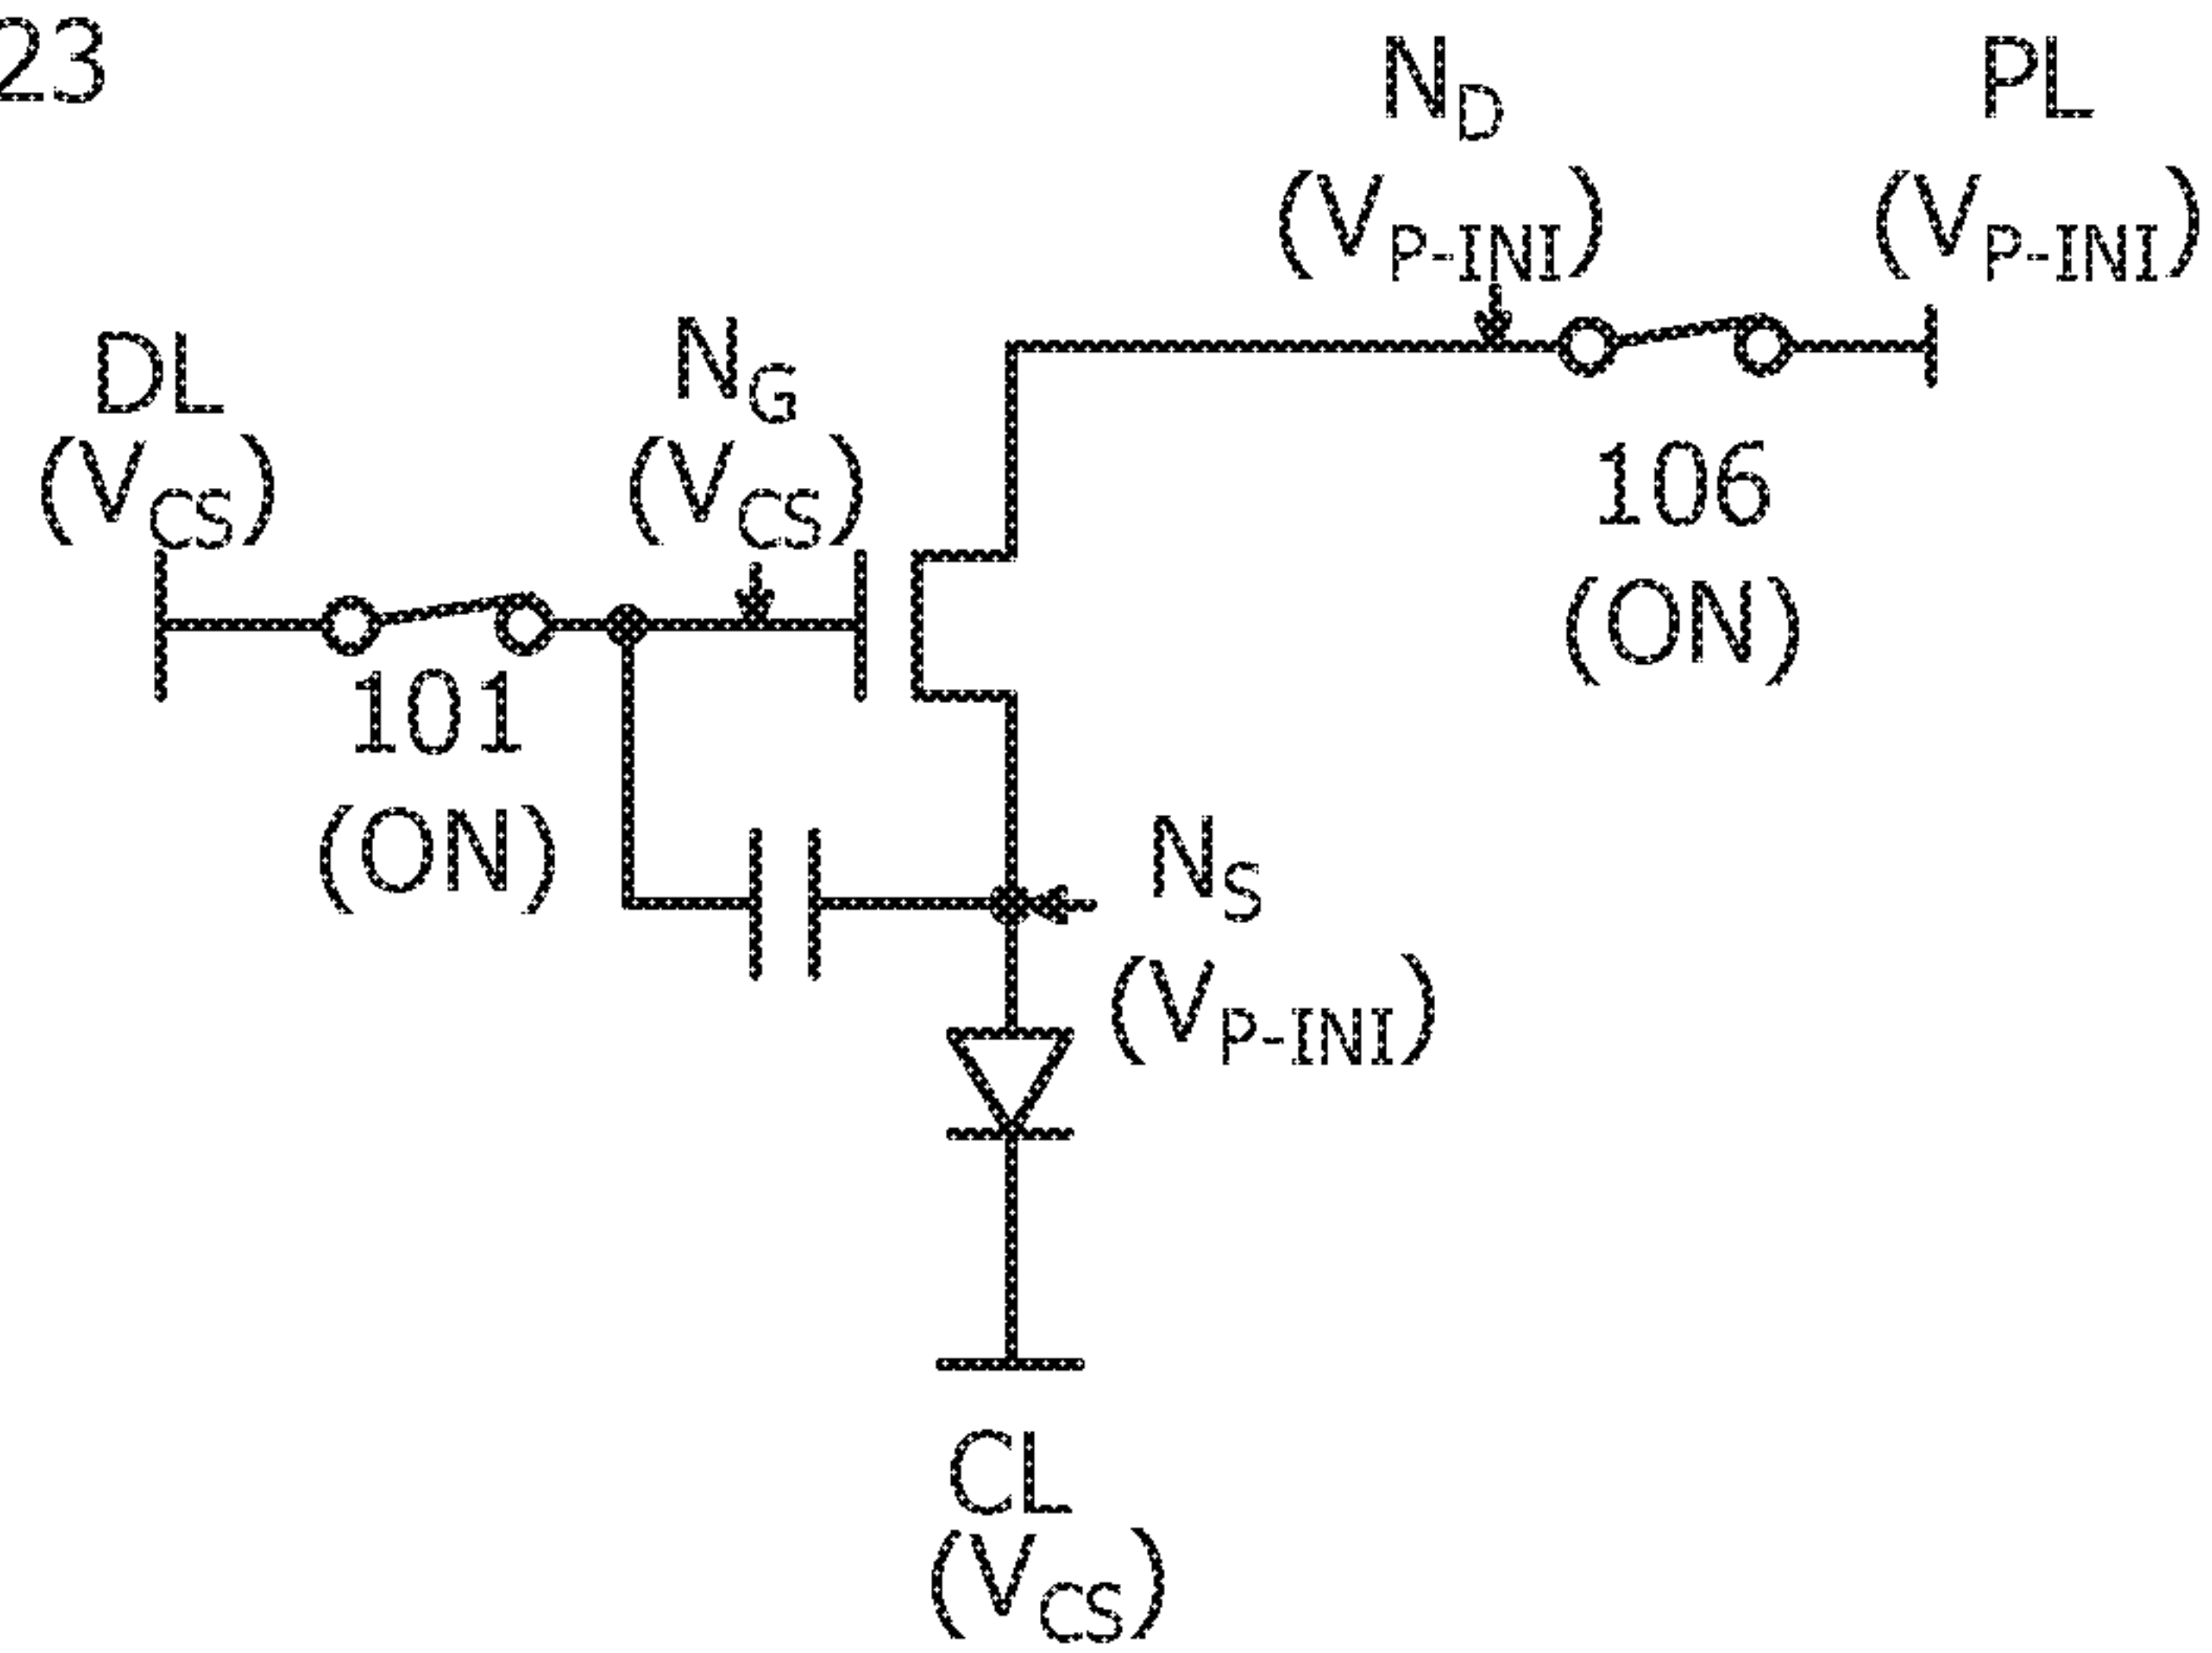 23
N_D
(V_P-INI)
PL
(V_P-INI)
DL
(V_CS)
N_G
(V_CS)
106
(ON)
101
(ON)
N_S
(V_P-INI)
CL
(V_CS)